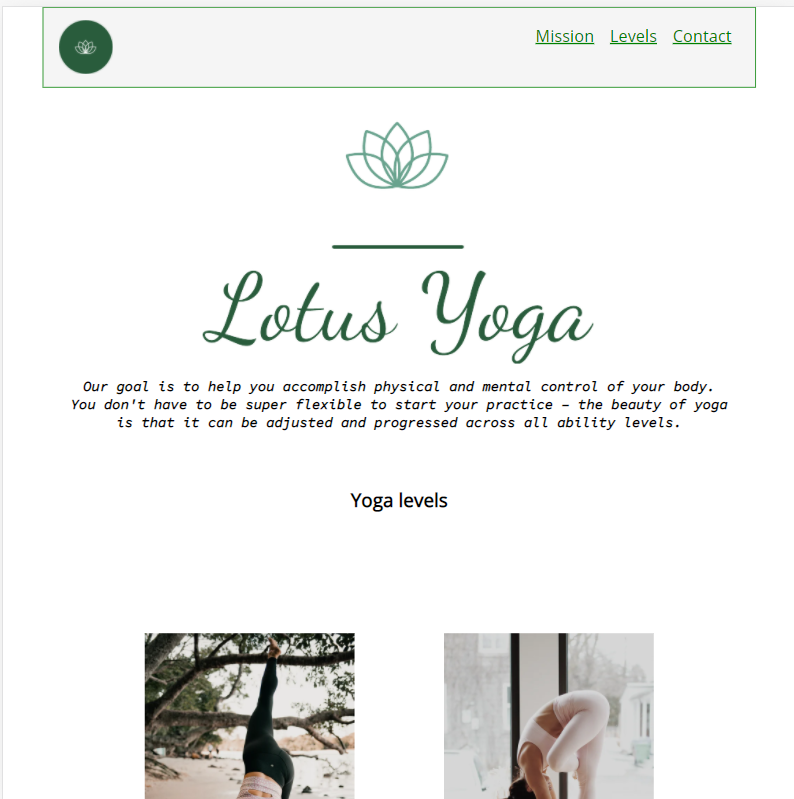 Mission Levels Contact
Lotus Yoga
Our goal is to help you accomplish physical and mental control of your body.
You don't have to be super flexible to start your practice – the beauty of yoga
is that it can be adjusted and progressed across all ability levels.
Yoga levels